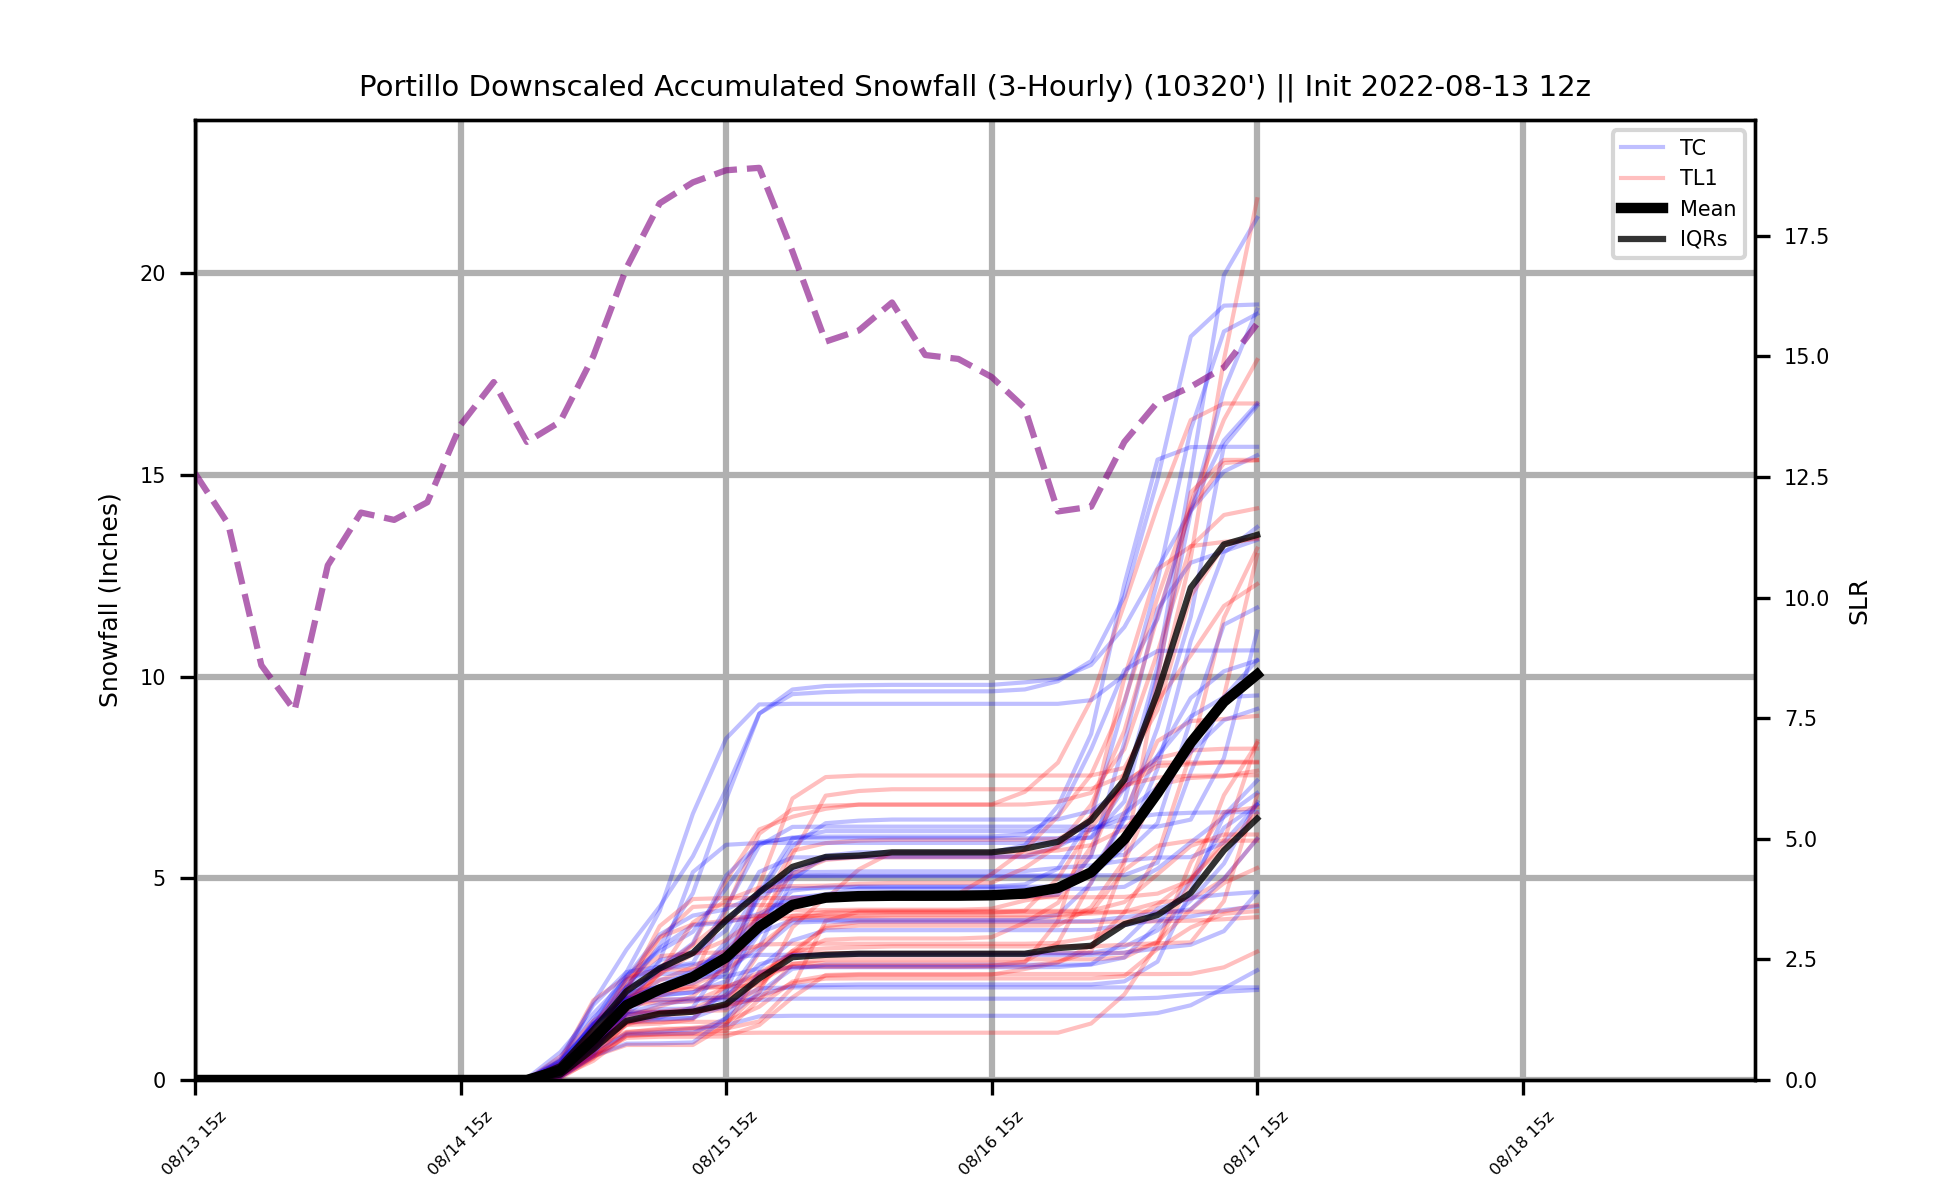 Portillo Downscaled Accumulated Snowfall (3-Hourly) (10320') || Init 2022-08-13 12z
TC
TL1
Mean
IQRs
Snowfall (Inches)
20
15
10
5
0
17.5
15.0
12.5
10.0
7.5
5.0
2.5
0.0
SLR
08/13 15z
08/14 15z
08/15 15z
08/16 15z
08/17 15z
08/18 15z